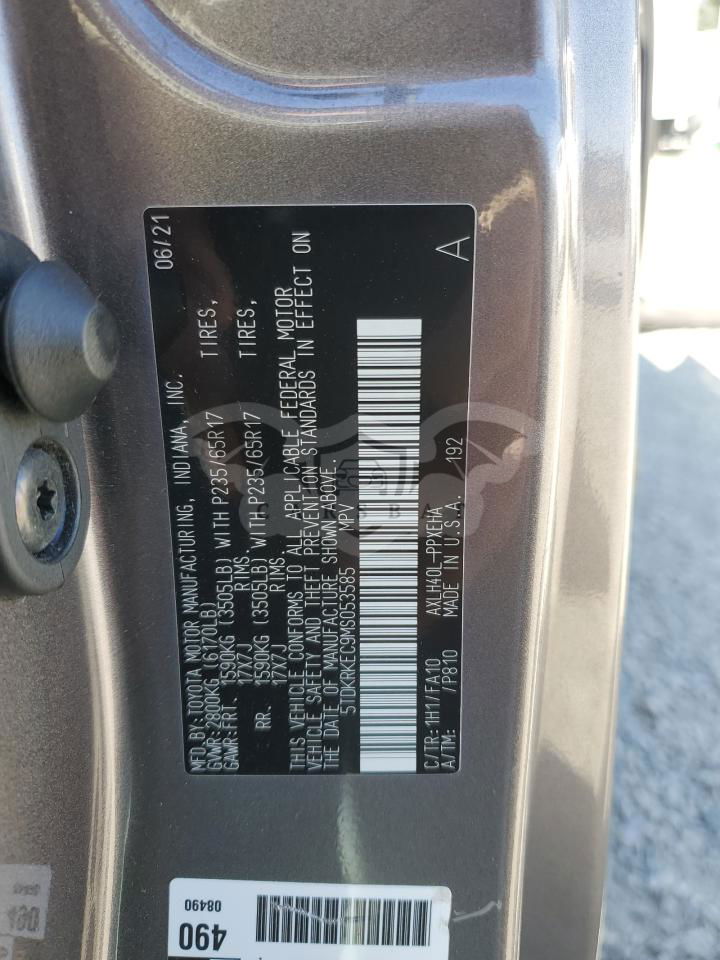 MFD.BY:TOYOTA MOTOR MANUFACTURING, INDIANA, INC. 06/21
GVWR:2800KG (6170LB)
GAWR:FRT. 1590KG (3505LB) WITH P235/65R17 TIRES,
17X7J RIMS,
RR. 1590KG (3505LB) WITH P235/65R17 TIRES,
17X7J RIMS,
THIS VEHICLE CONFORMS TO ALL APPLICABLE FEDERAL MOTOR
VEHICLE SAFETY AND THEFT PREVENTION STANDARDS IN EFFECT ON
THE DATE OF MANUFACTURE SHOWN ABOVE.
5TDKRKEC9MS053585 MPV
C/TR: 1H17/FA10 AXLH40L-PPXEHA
A/TM: /P810 MADE IN U.S.A. 192 A
490
08490